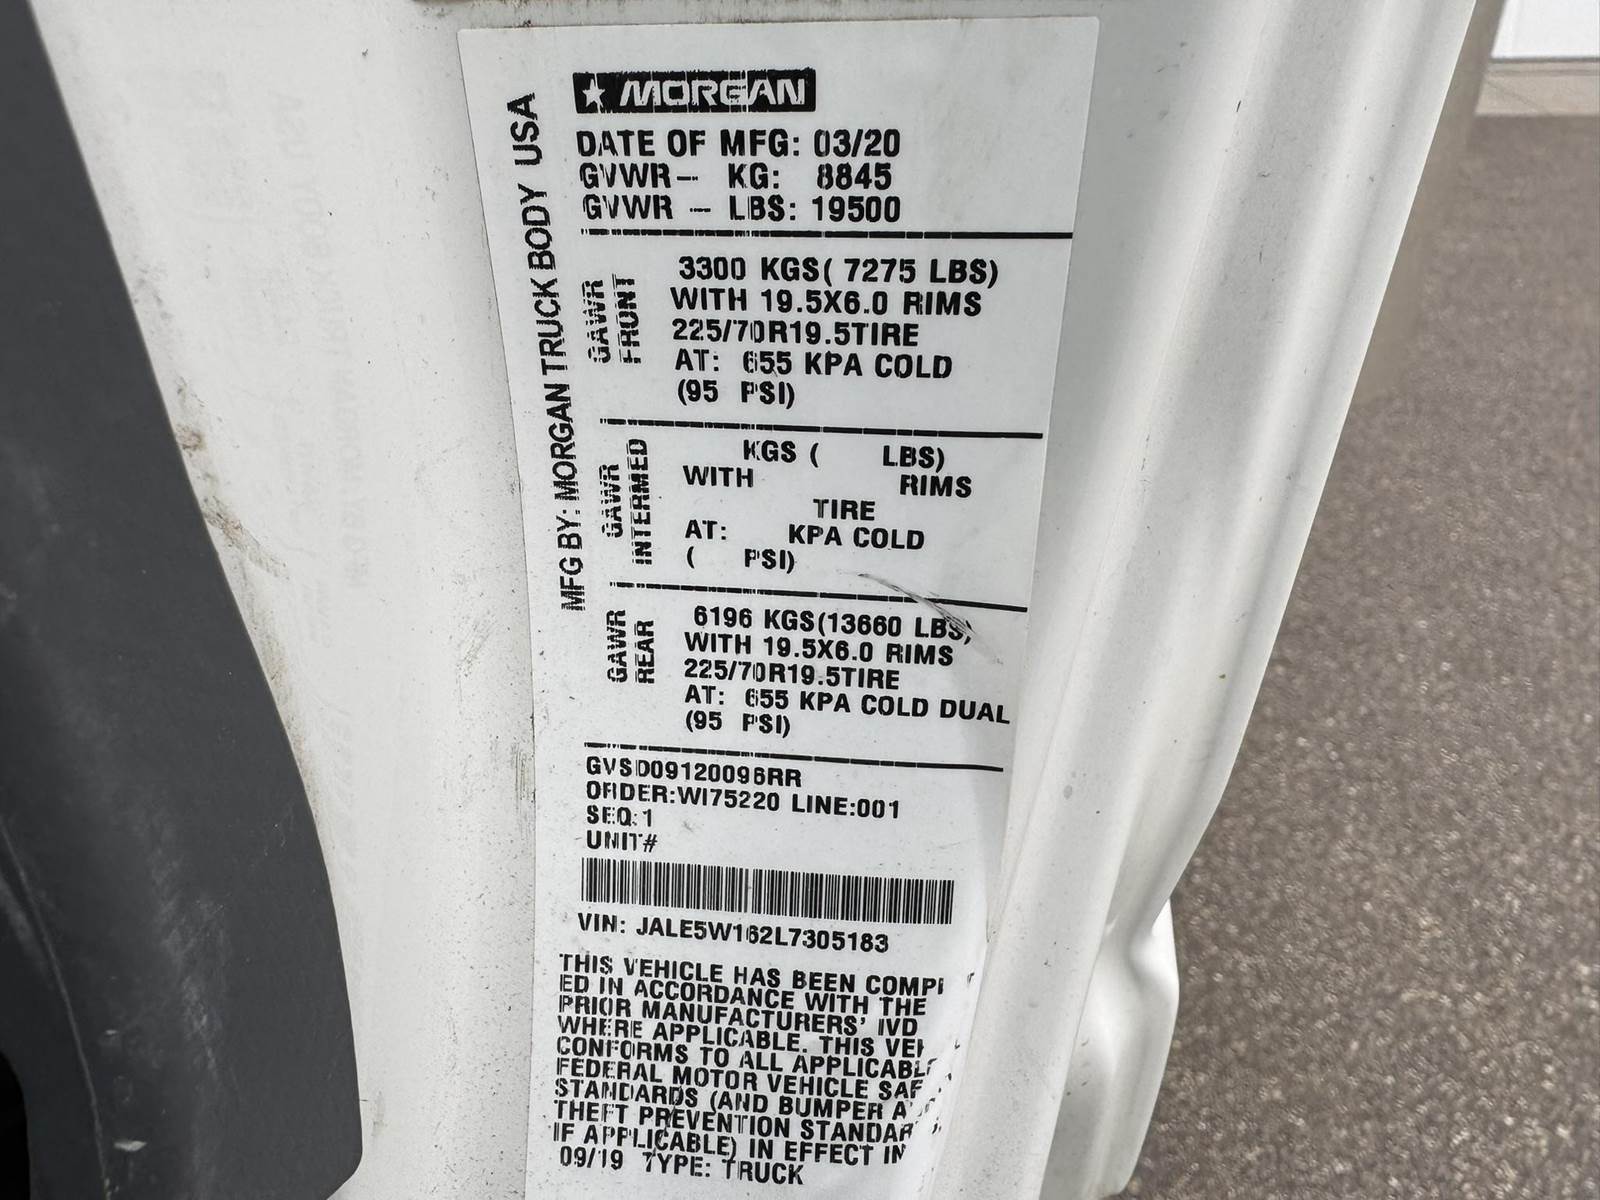 MORGAN
DATE OF MFG: 03/20
GVWR- KG: 8845
GVWR - LBS: 19500
MFG BY: MORGAN TRUCK BODY USA
GAWR FRONT
3300 KGS( 7275 LBS)
WITH 19.5X6.0 RIMS
225/70R19.5TIRE
AT: 655 KPA COLD
(95 PSI)
GAWR INTERMED
KGS ( LBS)
WITH RIMS
TIRE
AT: KPA COLD
( PSI)
GAWR REAR
6196 KGS(13660 LBS)
WITH 19.5X6.0 RIMS
225/70R19.5TIRE
AT: 655 KPA COLD DUAL
(95 PSI)
GVSD09120096RR
ORDER:WI75220 LINE:001
SEQ:1
UNIT#
VIN: JALE5W162L7305183
THIS VEHICLE HAS BEEN
ED IN ACCORDANCE WITH THE
PRIOR MANUFACTURERS' IVD
WHERE APPLICABLE. THIS
CONFORMS TO ALL
FEDERAL MOTOR VEHICLE
STANDARDS (AND BUMPER
THEFT PREVENTION
IF APPLICABLE) IN EFFECT IN
09/19 TYPE: TRUCK